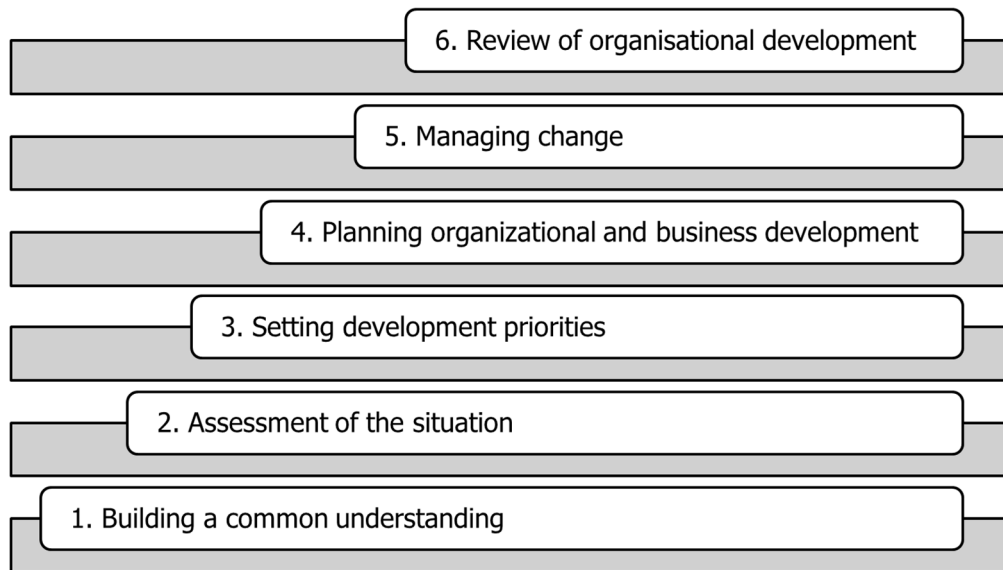 6. Review of organisational development
5. Managing change
4. Planning organizational and business development
3. Setting development priorities
2. Assessment of the situation
1. Building a common understanding